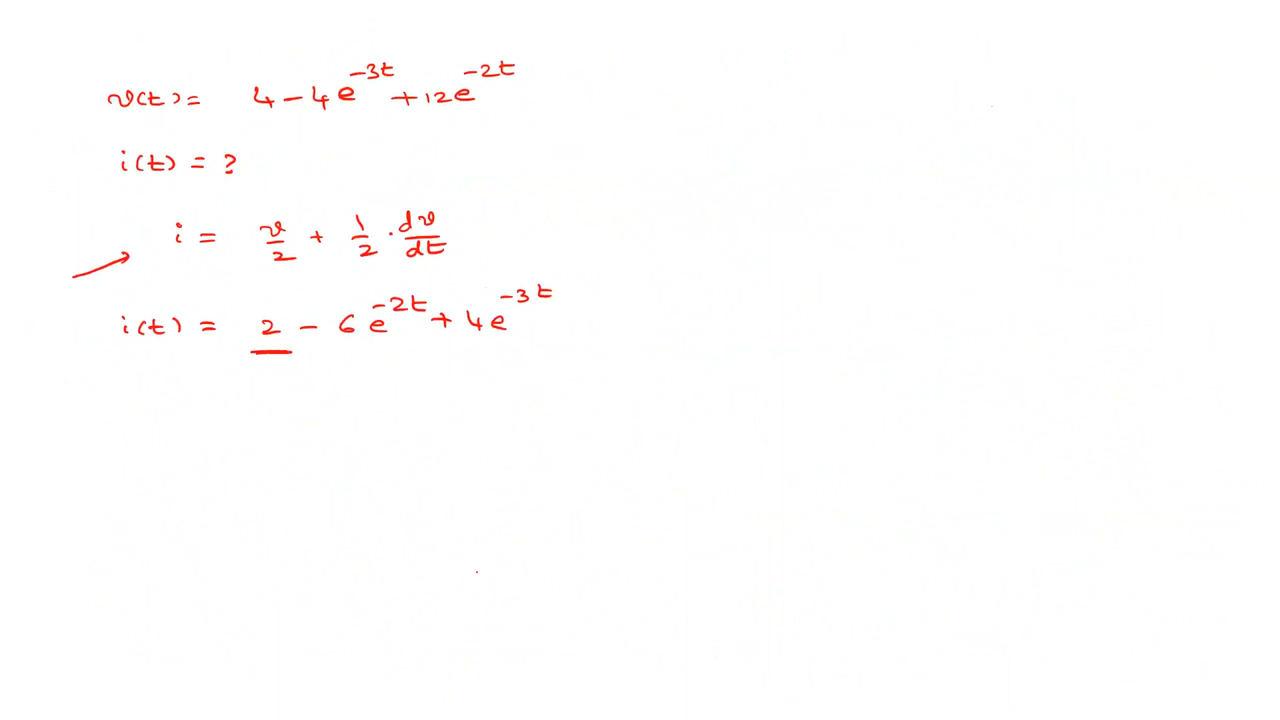 v(t) = 4 - 4e^{-3t} + 12e^{-2t}
i(t) = ?
i = v/2 + 1/2 · dv/dt
i(t) = 2 - 6e^{-2t} + 4e^{-3t}